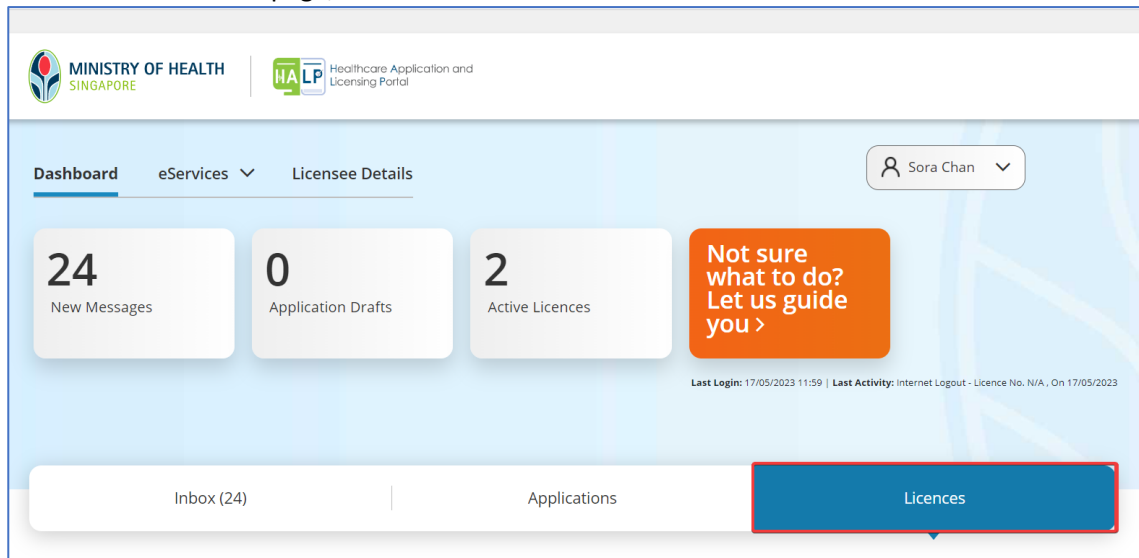 MINISTRY OF HEALTH
SINGAPORE
HALP
Healthcare Application and
Licensing Portal
Dashboard eServices Licensee Details
Sora Chan
24
New Messages
0
Application Drafts
2
Active Licences
Not sure
what to do?
Let us guide
you >
Last Login: 17/05/2023 11:59 | Last Activity: Internet Logout - Licence No. N/A , On 17/05/2023
Inbox (24) Applications Licences